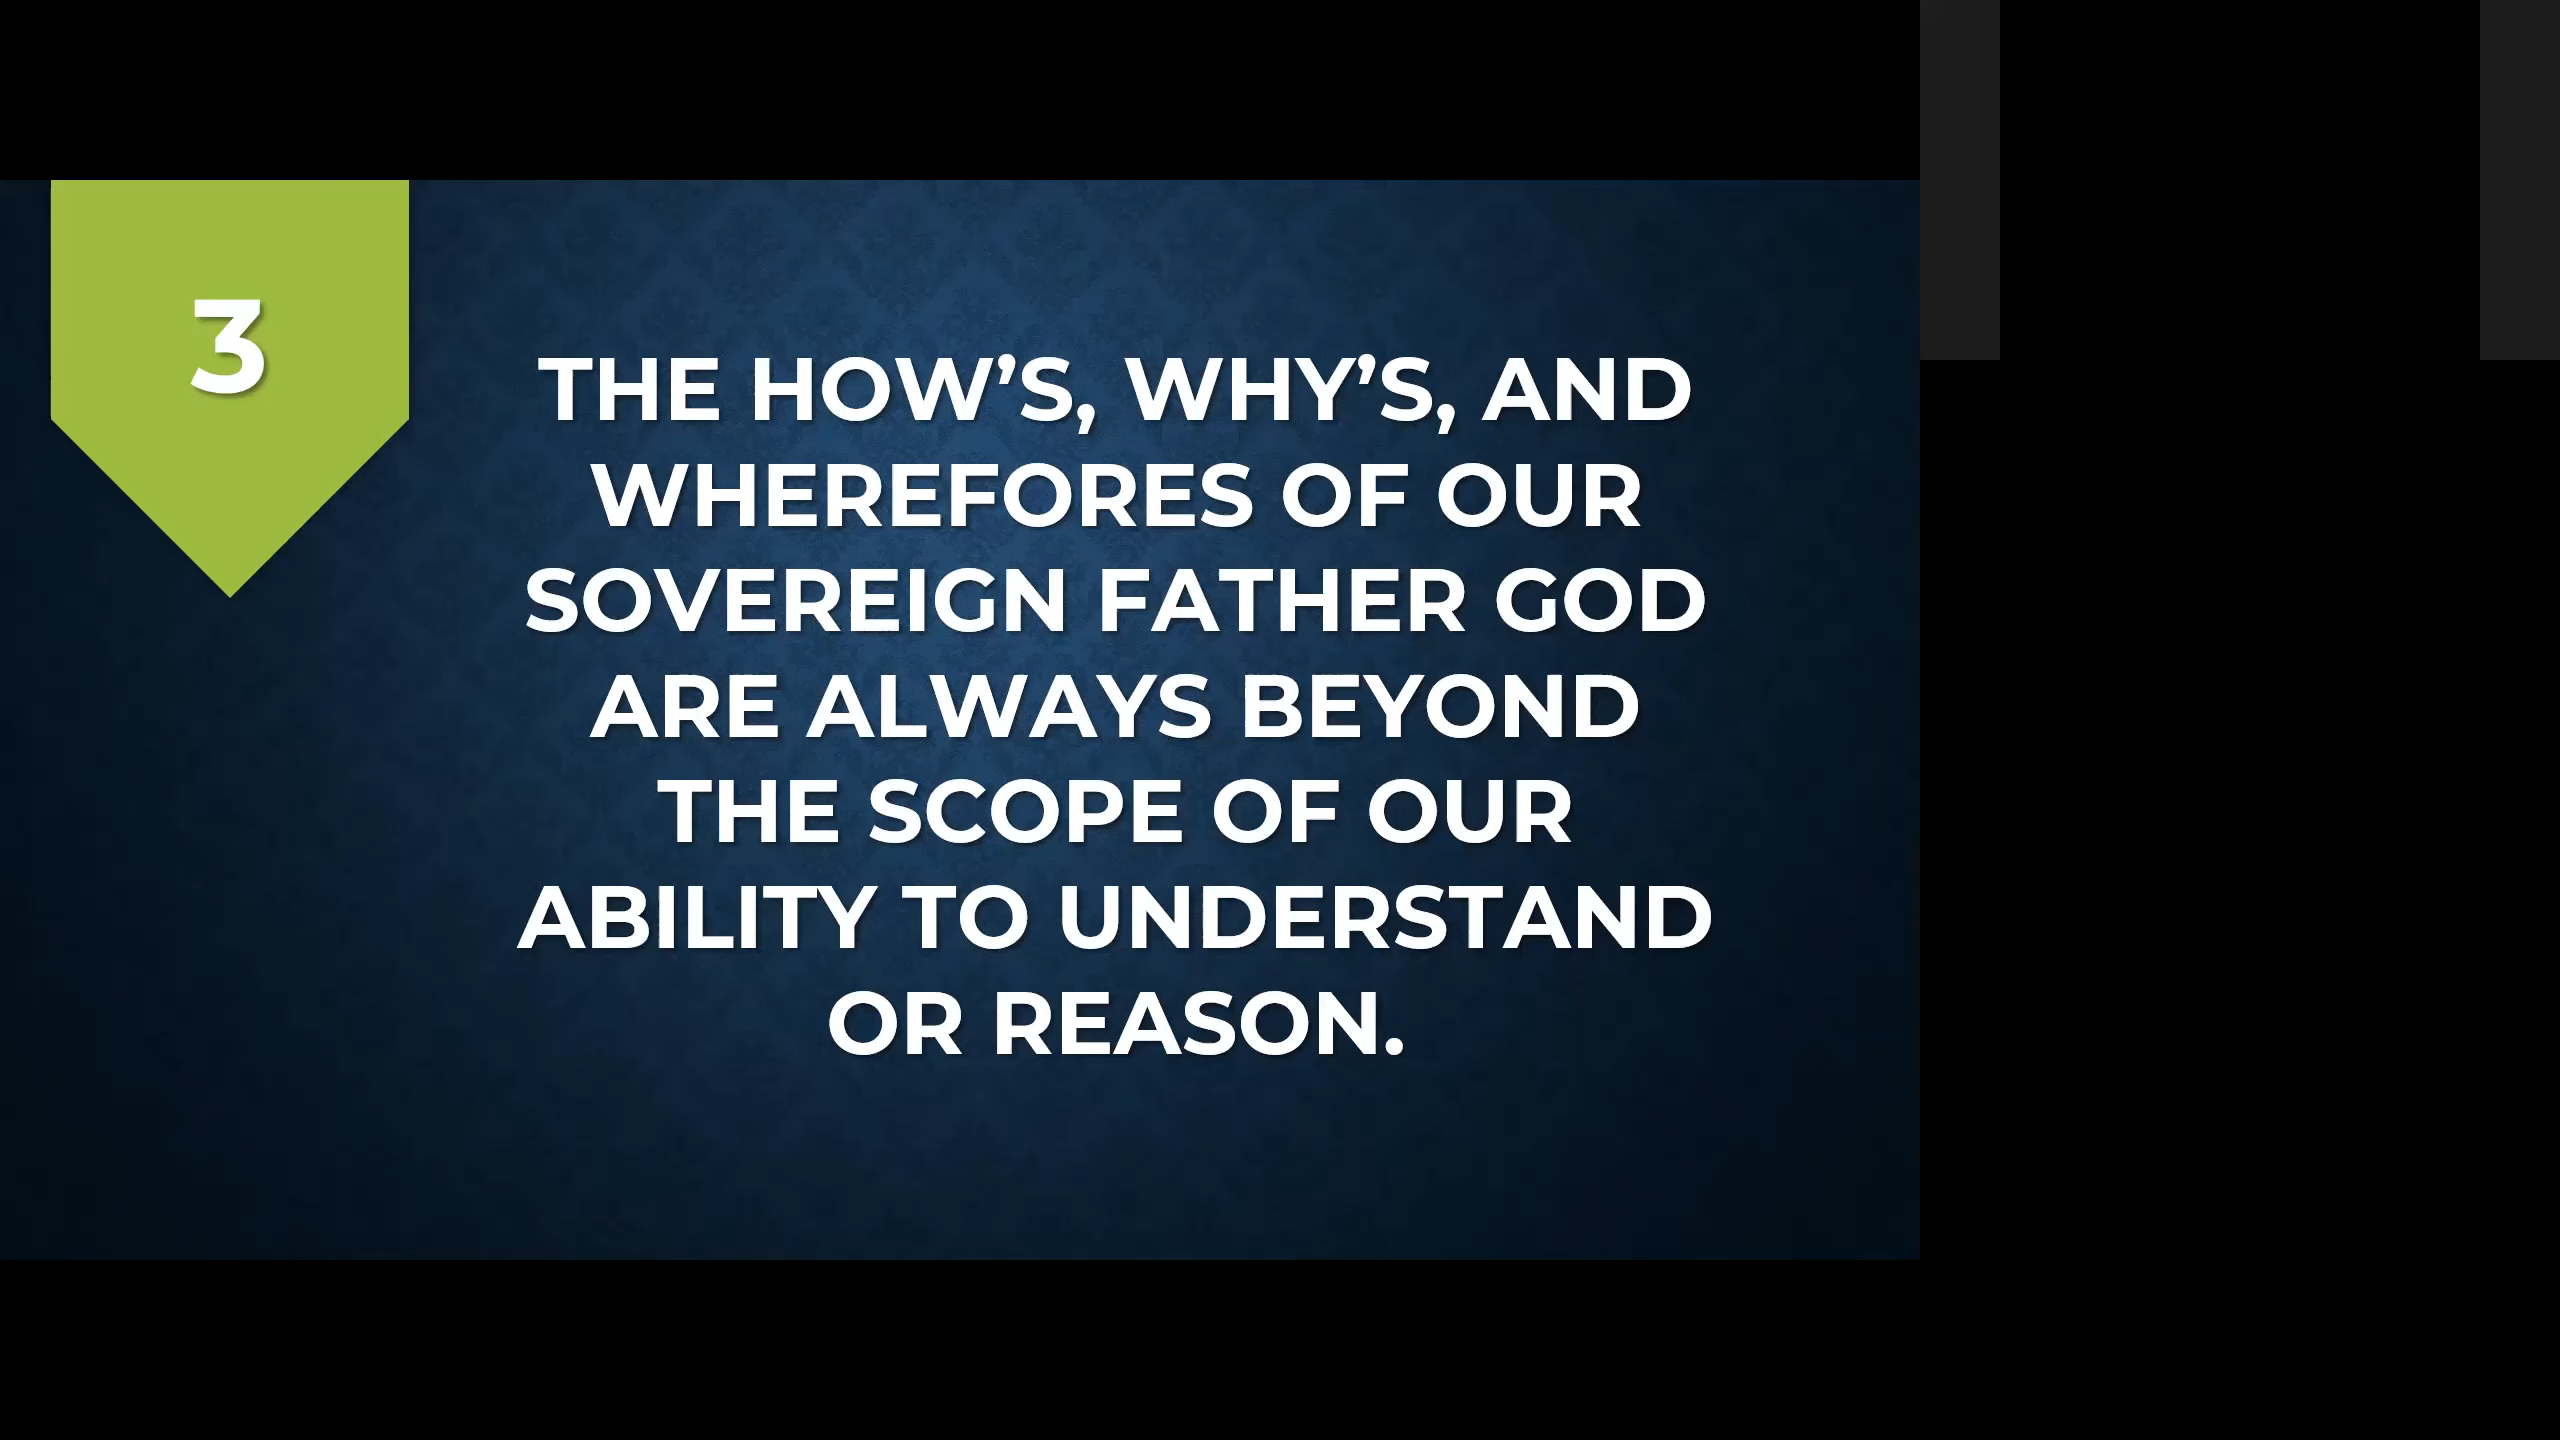 3
THE HOW’S, WHY’S, AND
WHEREFORES OF OUR
SOVEREIGN FATHER GOD
ARE ALWAYS BEYOND
THE SCOPE OF OUR
ABILITY TO UNDERSTAND
OR REASON.